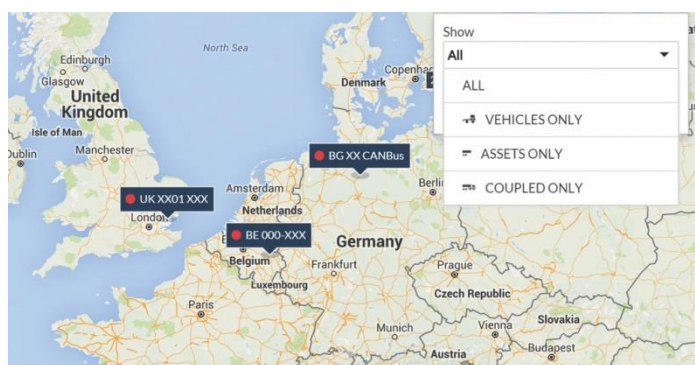 Show
All
ALL
VEHICLES ONLY
ASSETS ONLY
COUPLED ONLY
North Sea
Edinburgh
Glasgow
United
Kingdom
Isle of Man
Manchester
Dublin
Denmark
BG XX CANBus
UK XX01 XXX
London
Amsterdam
Netherlands
BE 000-XXX
Belgium
Germany
Frankfurt
Luxembourg
Prague
Czech Republic
Paris
Munich
Vienna
Slovakia
Austria
Budapest